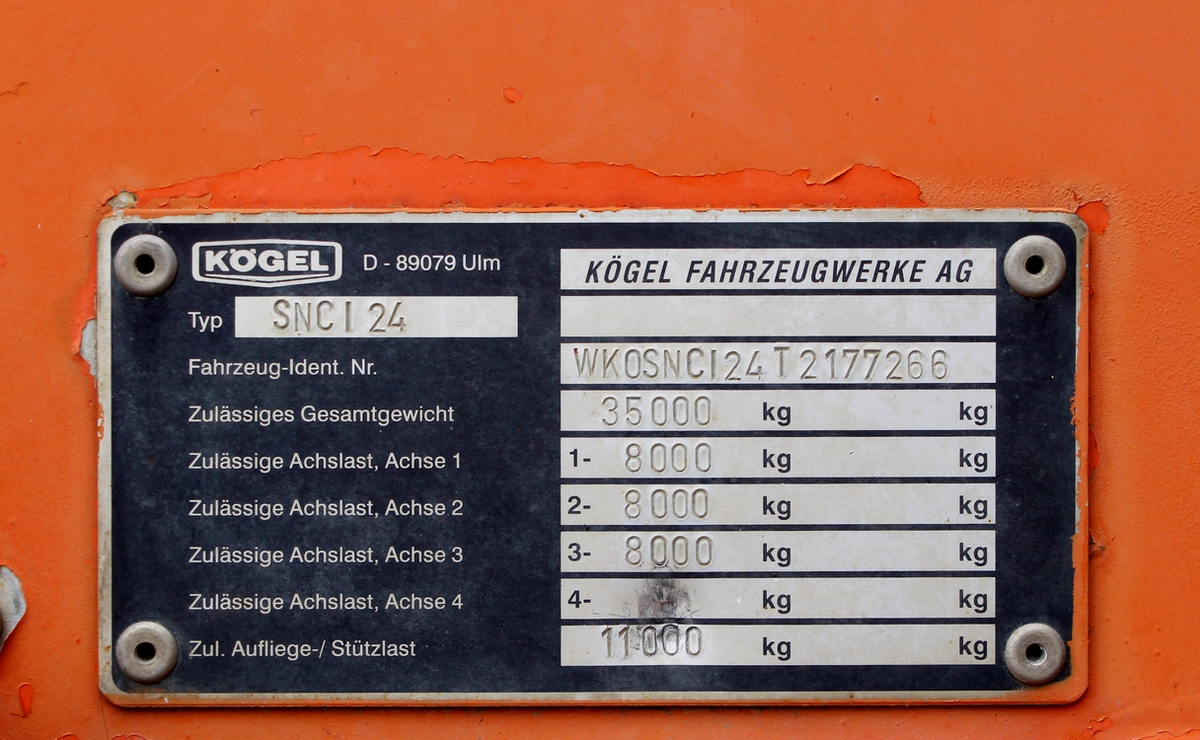 KÖGEL D - 89079 Ulm KÖGEL FAHRZEUGWERKE AG
Typ SNCI 24
Fahrzeug-Ident. Nr. WK0SNCI24T2177266
Zulässiges Gesamtgewicht 35000 kg kg
Zulässige Achslast, Achse 1 1- 8000 kg kg
Zulässige Achslast, Achse 2 2- 8000 kg kg
Zulässige Achslast, Achse 3 3- 8000 kg kg
Zulässige Achslast, Achse 4 4- kg kg
Zul. Aufliege-/ Stützlast 11000 kg kg